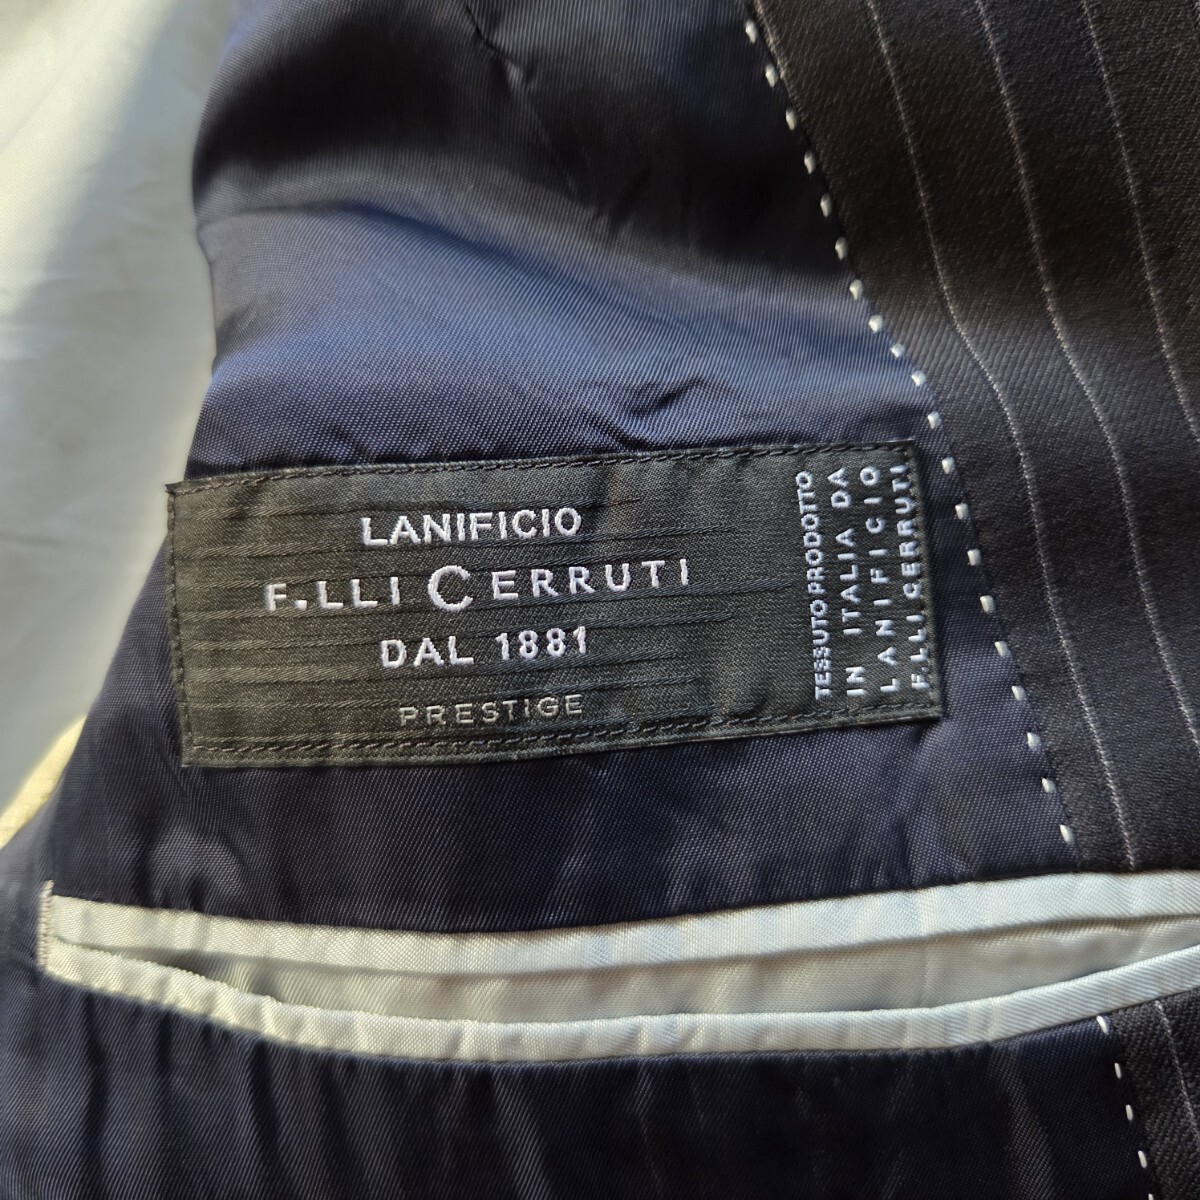 LANIFICIO
F.LLI CERRUTI
DAL 1881
PRESTIGE
TESSUTO PRODOTTO
IN ITALIA DA
LANIFICIO
F.LLI CERRUTI